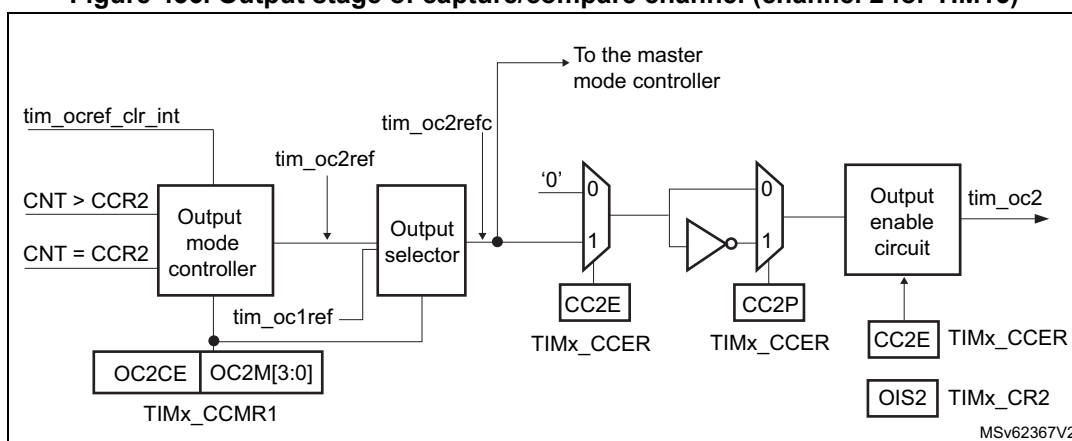 Figure 493. Output stage of capture/compare channel (channel 2 for TIM15)
To the master
mode controller
tim_ocref_clr_int
tim_oc2refc
tim_oc2ref
'0'
0
1
0
1
CNT > CCR2
CNT = CCR2
Output
mode
controller
Output
selector
Output
enable
circuit
tim_oc2
tim_oc1ref
CC2E
TIMx_CCER
CC2P
TIMx_CCER
CC2E
TIMx_CCER
OC2CE
OC2M[3:0]
TIMx_CCMR1
OIS2
TIMx_CR2
MSv62367V2